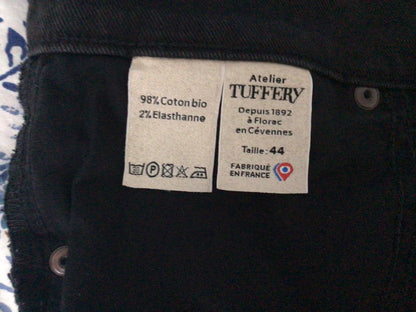 98% Coton bio
2% Elasthanne
Atelier
TUFFERY
Depuis 1892
à Florac
en Cévennes
Taille : 44
FABRIQUÉ
EN FRANCE